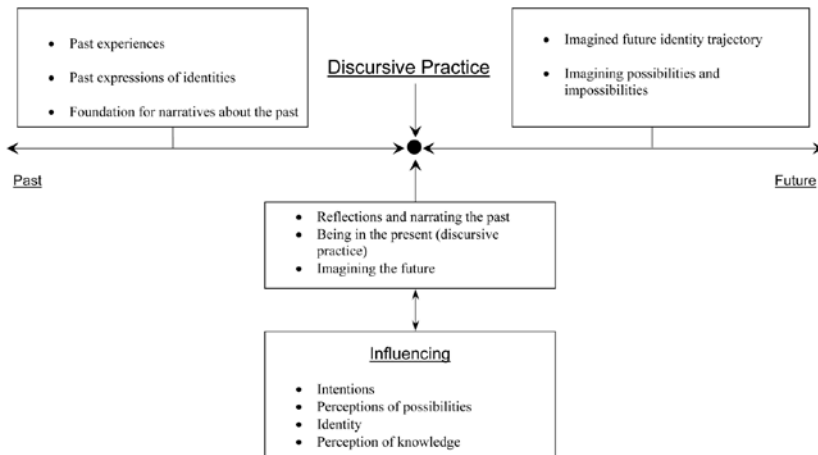 • Past experiences
• Past expressions of identities
• Foundation for narratives about the past
Discursive Practice
• Imagined future identity trajectory
• Imagining possibilities and
impossibilities
Past
Future
• Reflections and narrating the past
• Being in the present (discursive
practice)
• Imagining the future
Influencing
• Intentions
• Perceptions of possibilities
• Identity
• Perception of knowledge